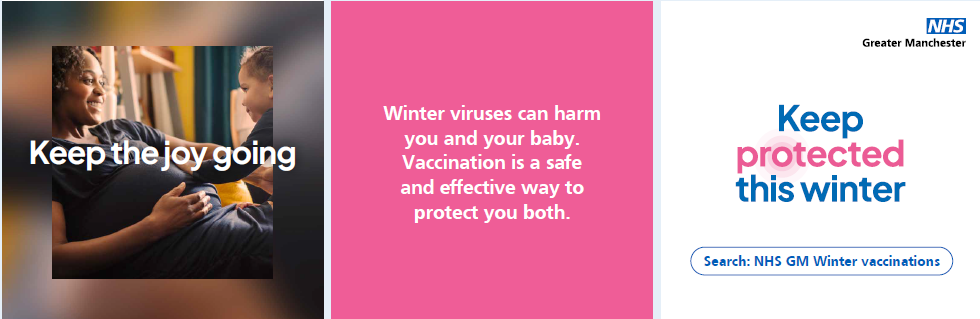 Keep the joy going
Winter viruses can harm
you and your baby.
Vaccination is a safe
and effective way to
protect you both.
NHS
Greater Manchester
Keep
protected
this winter
Search: NHS GM Winter vaccinations